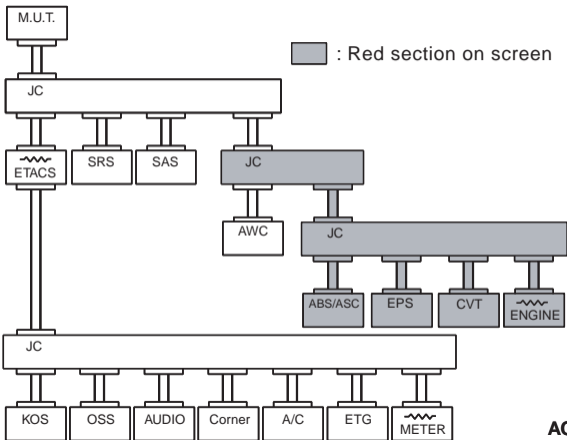 M.U.T.
: Red section on screen
JC
ETACS
SRS
SAS
JC
AWC
JC
ABS/ASC
EPS
CVT
ENGINE
JC
KOS
OSS
AUDIO
Corner
A/C
ETG
METER
AC